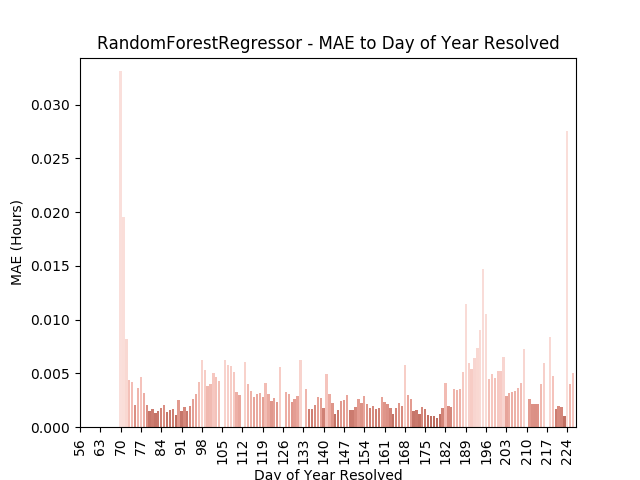 RandomForestRegressor - MAE to Day of Year Resolved
0.030
0.025
0.020
0.015
0.010
0.005
0.000
MAE (Hours)
56 63 70 77 84 91 98 105 112 119 126 133 140 147 154 161 168 175 182 189 196 203 210 217 224
Day of Year Resolved